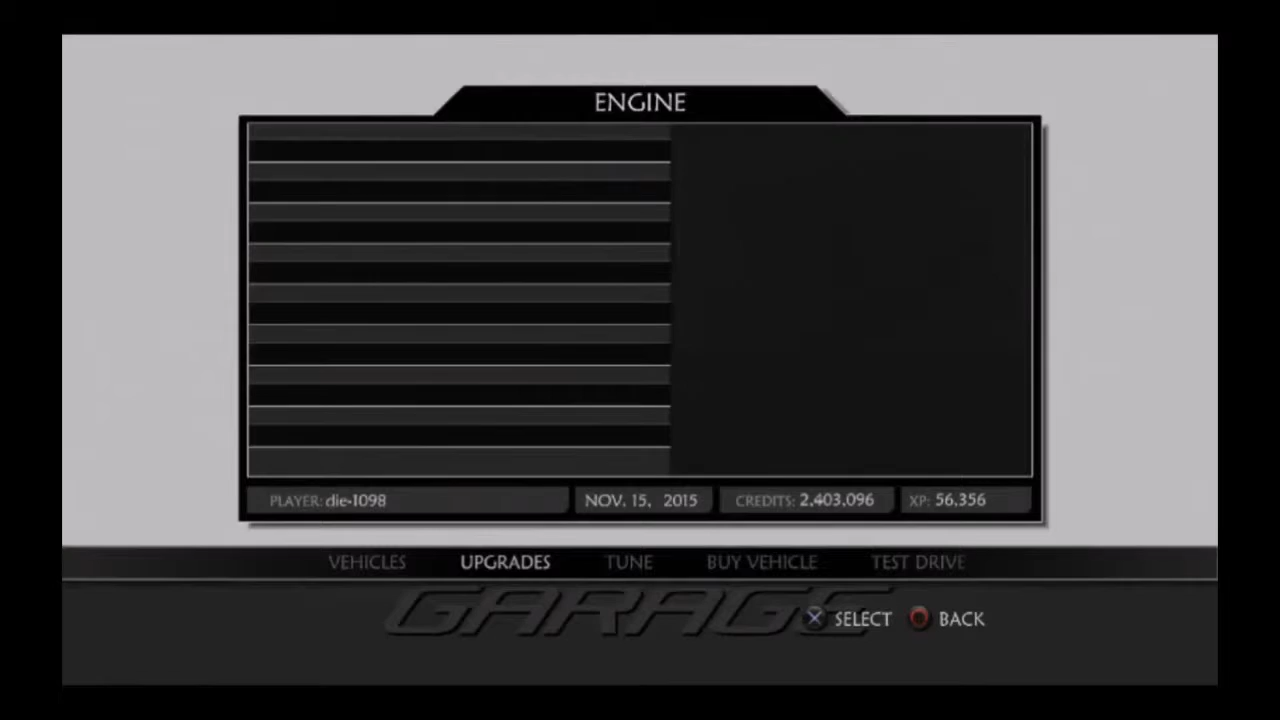 ENGINE
PLAYER: die-1098 NOV. 15, 2015 CREDITS: 2,403,096 XP: 56,356
VEHICLES UPGRADES TUNE BUY VEHICLE TEST DRIVE
GARAGE
SELECT BACK